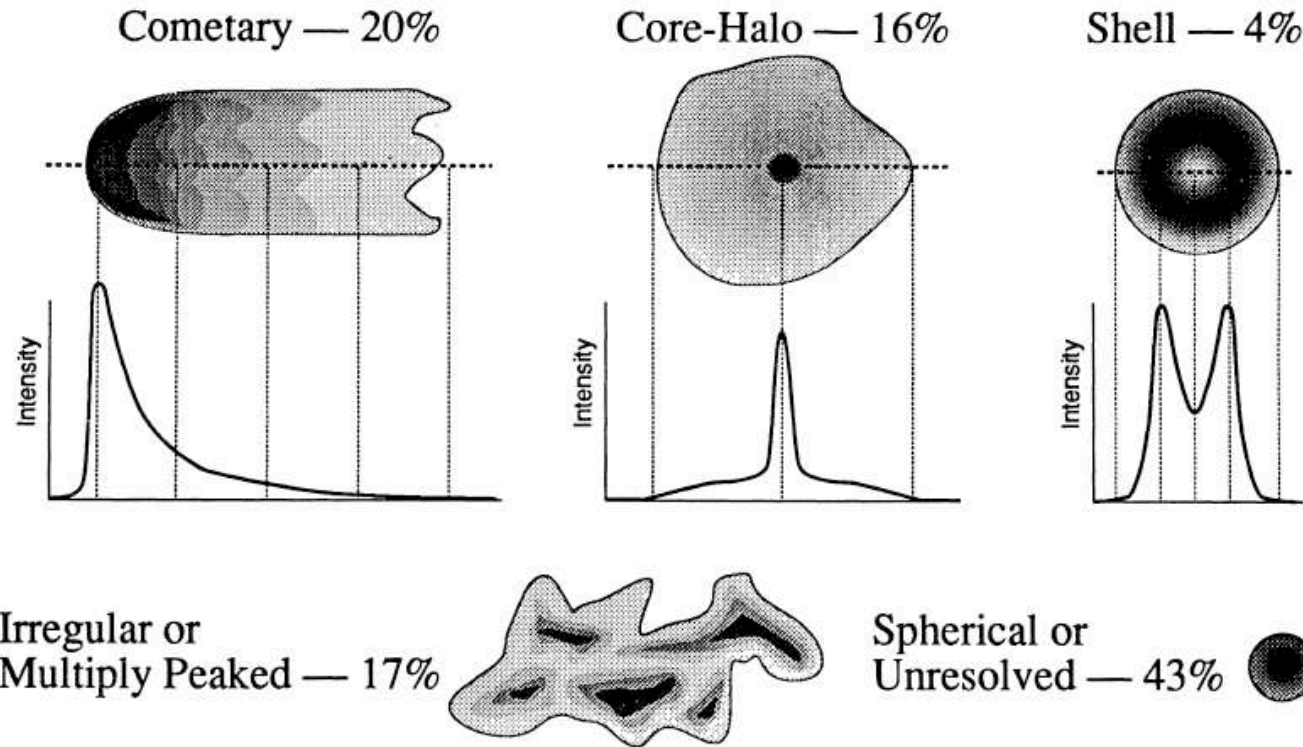 Cometary — 20%
Core-Halo — 16%
Shell — 4%
Intensity
Intensity
Intensity
Irregular or
Multiply Peaked — 17%
Spherical or
Unresolved — 43%